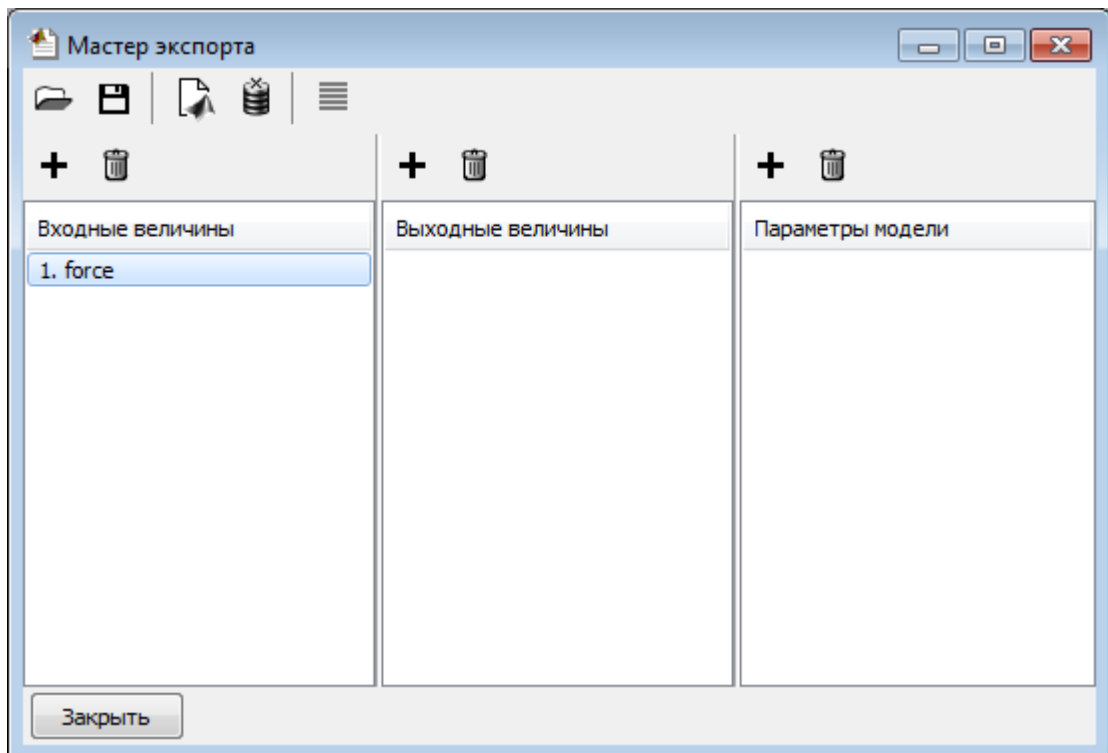 Мастер экспорта
Входные величины
Выходные величины
Параметры модели
1. force
Закрыть